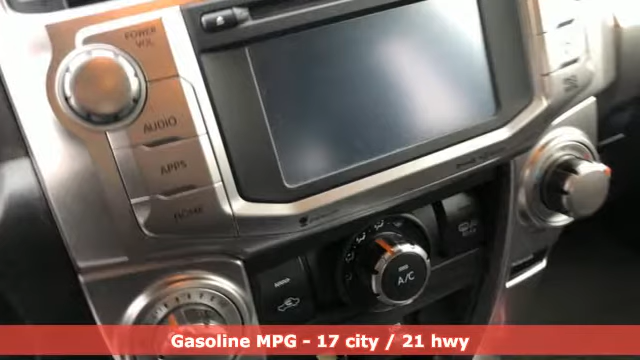 POWER
VOL
AUDIO
APPS
HOME
A/C
Gasoline MPG - 17 city / 21 hwy